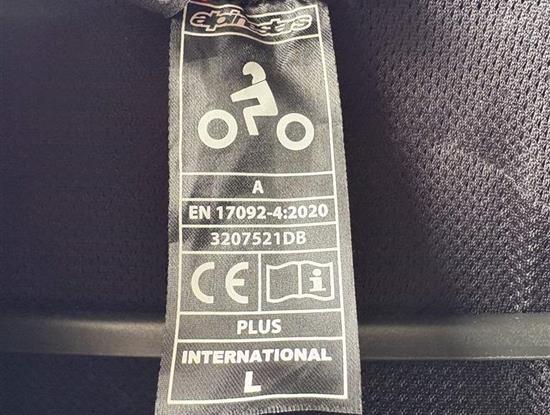 alpinestars
A
EN 17092-4:2020
3207521DB
CE
i
PLUS
INTERNATIONAL
L